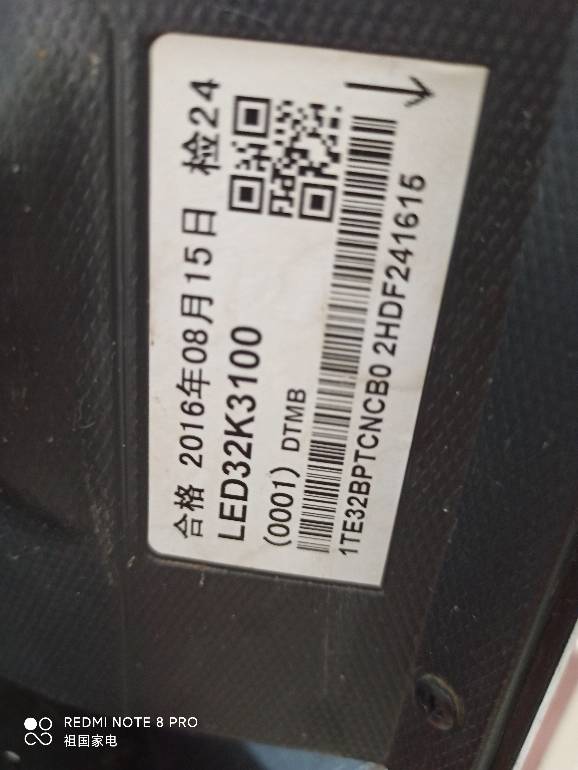 合格 2016年08月15日 检24
LED32K3100
(0001) DTMB
1TE32BPTCNCB0 2HDF241615
REDMI NOTE 8 PRO
祖国家电